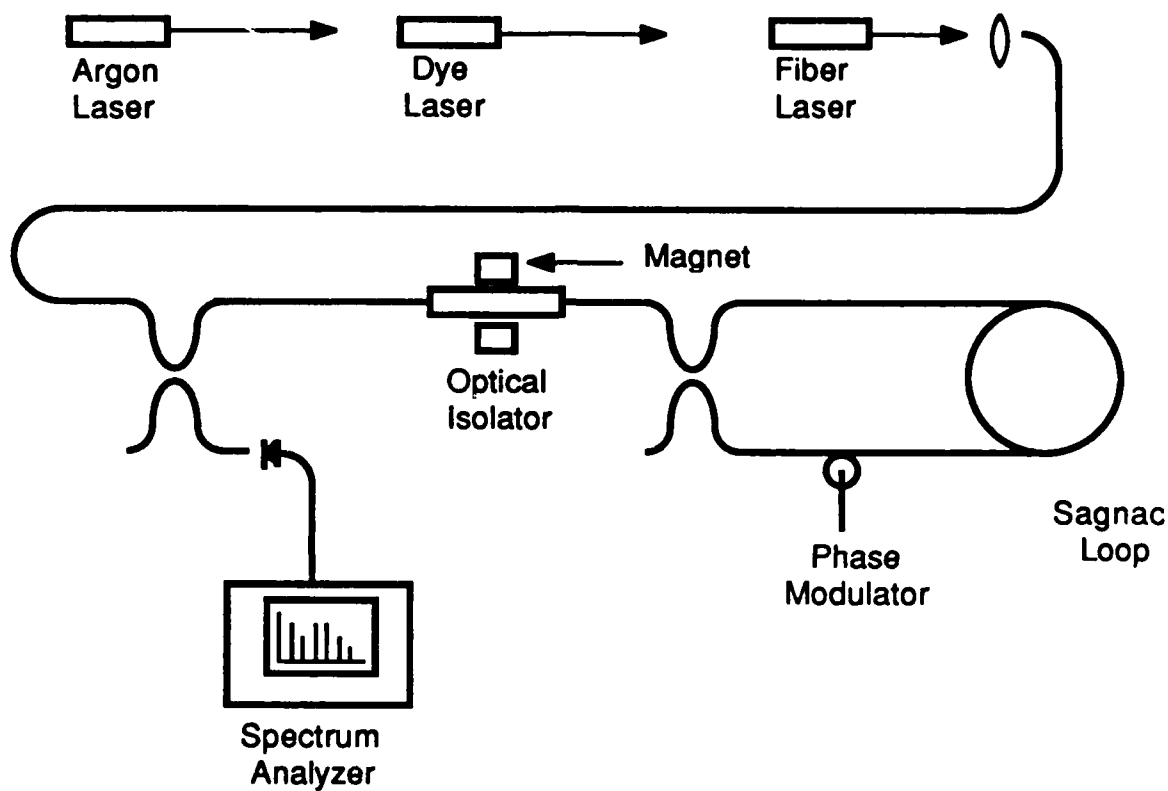 Argon
Laser
Dye
Laser
Fiber
Laser
Magnet
Optical
Isolator
Sagnac
Loop
Phase
Modulator
Spectrum
Analyzer